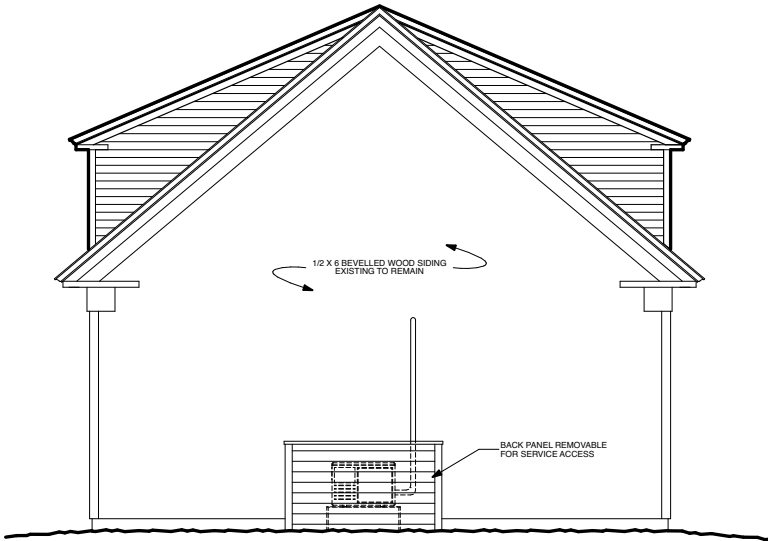 1/2 X 6 BEVELLED WOOD SIDING
EXISTING TO REMAIN
BACK PANEL REMOVABLE
FOR SERVICE ACCESS